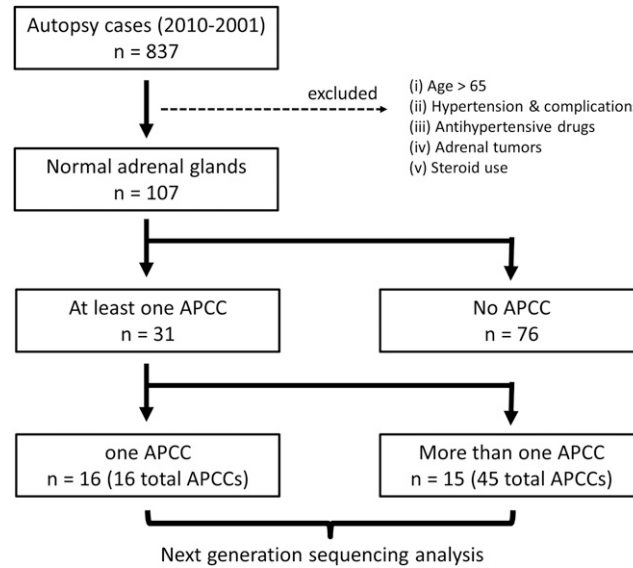 Autopsy cases (2010-2001)
n = 837
excluded
(i) Age > 65
(ii) Hypertension & complication
(iii) Antihypertensive drugs
(iv) Adrenal tumors
(v) Steroid use
Normal adrenal glands
n = 107
At least one APCC
n = 31
No APCC
n = 76
one APCC
n = 16 (16 total APCCs)
More than one APCC
n = 15 (45 total APCCs)
Next generation sequencing analysis